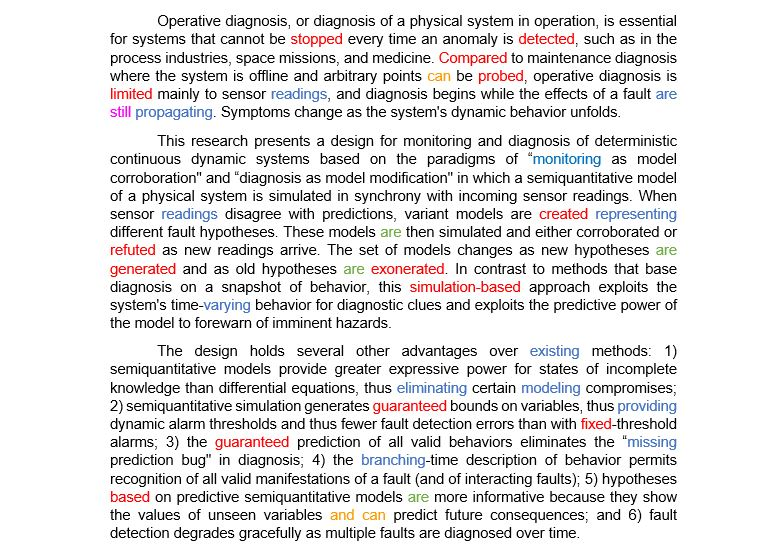 Operative diagnosis, or diagnosis of a physical system in operation, is essential
for systems that cannot be stopped every time an anomaly is detected, such as in the
process industries, space missions, and medicine. Compared to maintenance diagnosis
where the system is offline and arbitrary points can be probed, operative diagnosis is
limited mainly to sensor readings, and diagnosis begins while the effects of a fault are
still propagating. Symptoms change as the system's dynamic behavior unfolds.
This research presents a design for monitoring and diagnosis of deterministic
continuous dynamic systems based on the paradigms of “monitoring as model
corroboration" and “diagnosis as model modification" in which a semiquantitative model
of a physical system is simulated in synchrony with incoming sensor readings. When
sensor readings disagree with predictions, variant models are created representing
different fault hypotheses. These models are then simulated and either corroborated or
refuted as new readings arrive. The set of models changes as new hypotheses are
generated and as old hypotheses are exonerated. In contrast to methods that base
diagnosis on a snapshot of behavior, this simulation-based approach exploits the
system's time-varying behavior for diagnostic clues and exploits the predictive power of
the model to forewarn of imminent hazards.
The design holds several other advantages over existing methods: 1)
semiquantitative models provide greater expressive power for states of incomplete
knowledge than differential equations, thus eliminating certain modeling compromises;
2) semiquantitative simulation generates guaranteed bounds on variables, thus providing
dynamic alarm thresholds and thus fewer fault detection errors than with fixed-threshold
alarms; 3) the guaranteed prediction of all valid behaviors eliminates the “missing
prediction bug" in diagnosis; 4) the branching-time description of behavior permits
recognition of all valid manifestations of a fault (and of interacting faults); 5) hypotheses
based on predictive semiquantitative models are more informative because they show
the values of unseen variables and can predict future consequences; and 6) fault
detection degrades gracefully as multiple faults are diagnosed over time.